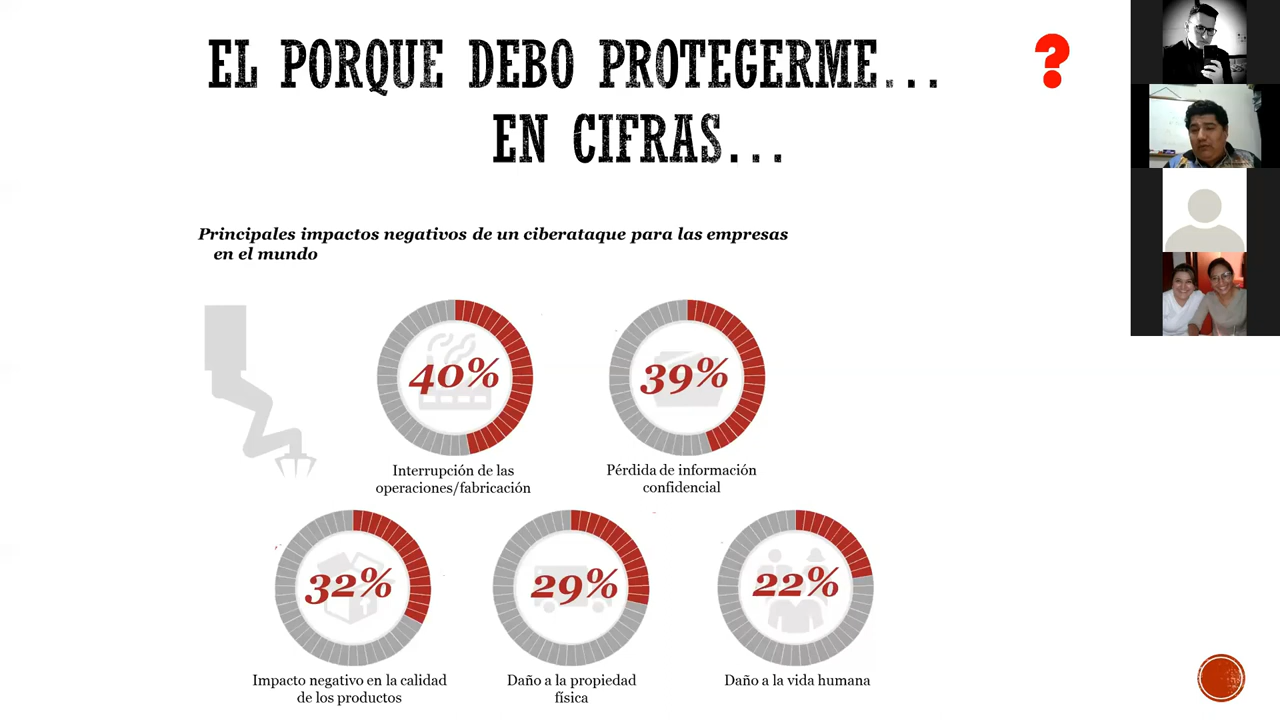 EL PORQUE DEBO PROTEGERME... ?
EN CIFRAS...
Principales impactos negativos de un ciberataque para las empresas
en el mundo
40%
39%
Interrupción de las
operaciones/fabricación
Pérdida de información
confidencial
32%
29%
22%
Impacto negativo en la calidad
de los productos
Daño a la propiedad
física
Daño a la vida humana